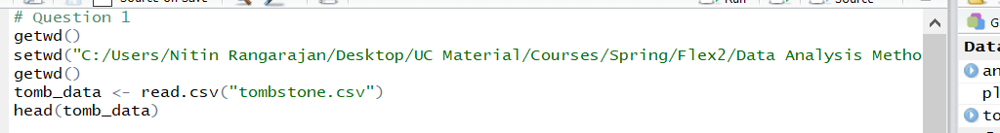 # Question 1
getwd()
setwd("C:/Users/Nitin Rangarajan/Desktop/UC Material/Courses/Spring/Flex2/Data Analysis Metho
getwd()
tomb_data <- read.csv("tombstone.csv")
head(tomb_data)
G
Data
an
pl
to